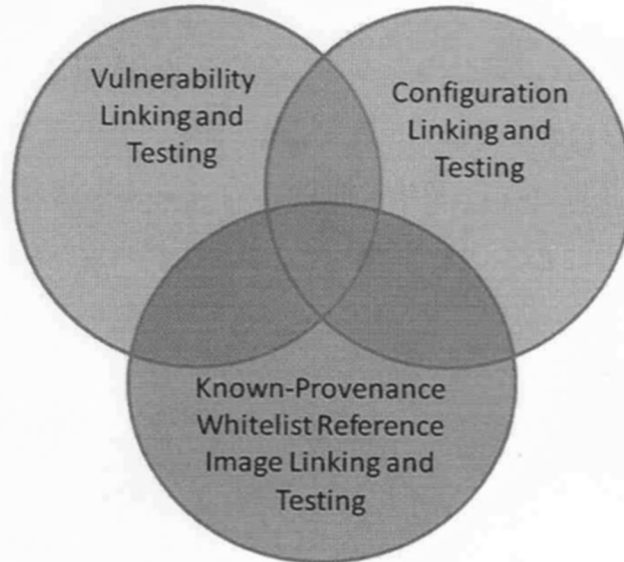 Vulnerability
Linking and
Testing
Configuration
Linking and
Testing
Known-Provenance
Whitelist Reference
Image Linking and
Testing